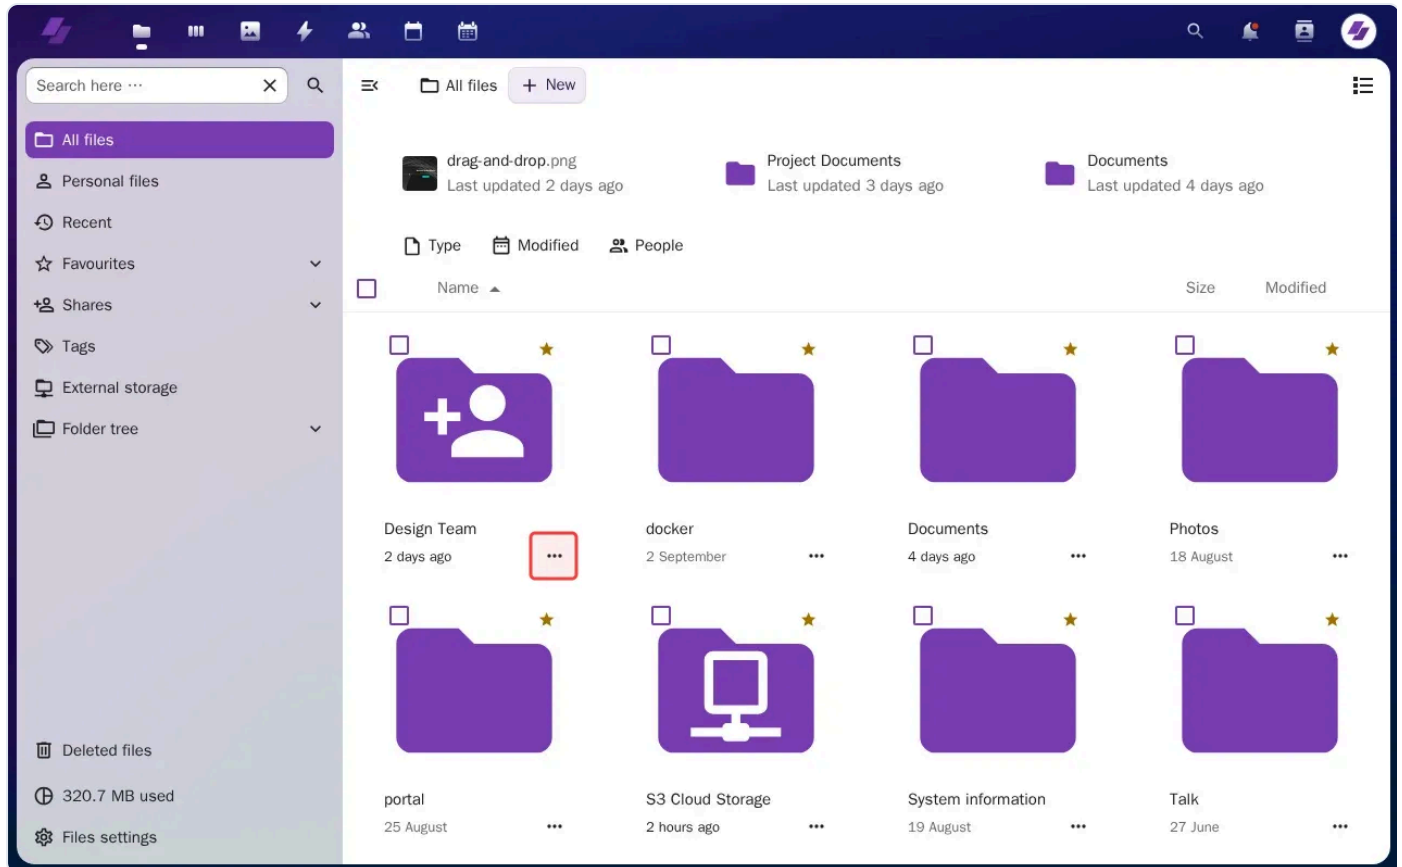 Search here ...
All files
New
All files
drag-and-drop.png
Last updated 2 days ago
Project Documents
Last updated 3 days ago
Documents
Last updated 4 days ago
Personal files
Recent
Favourites
Type
Modified
People
Shares
Name
Size
Modified
Tags
External storage
Folder tree
Design Team
2 days ago
docker
2 September
Documents
4 days ago
Photos
18 August
Deleted files
320.7 MB used
Files settings
portal
25 August
S3 Cloud Storage
2 hours ago
System information
19 August
Talk
27 June